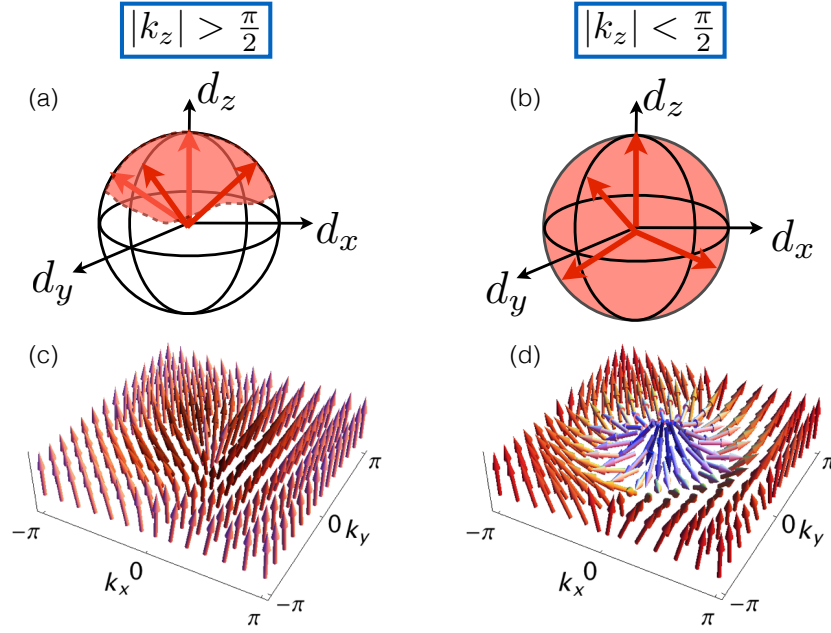 |k_z| > π/2
|k_z| < π/2
(a)
d_z
d_x
d_y
(b)
d_z
d_x
d_y
(c)
−π
0
k_x
π
−π
0
k_y
π
(d)
−π
0
k_x
π
−π
0
k_y
π